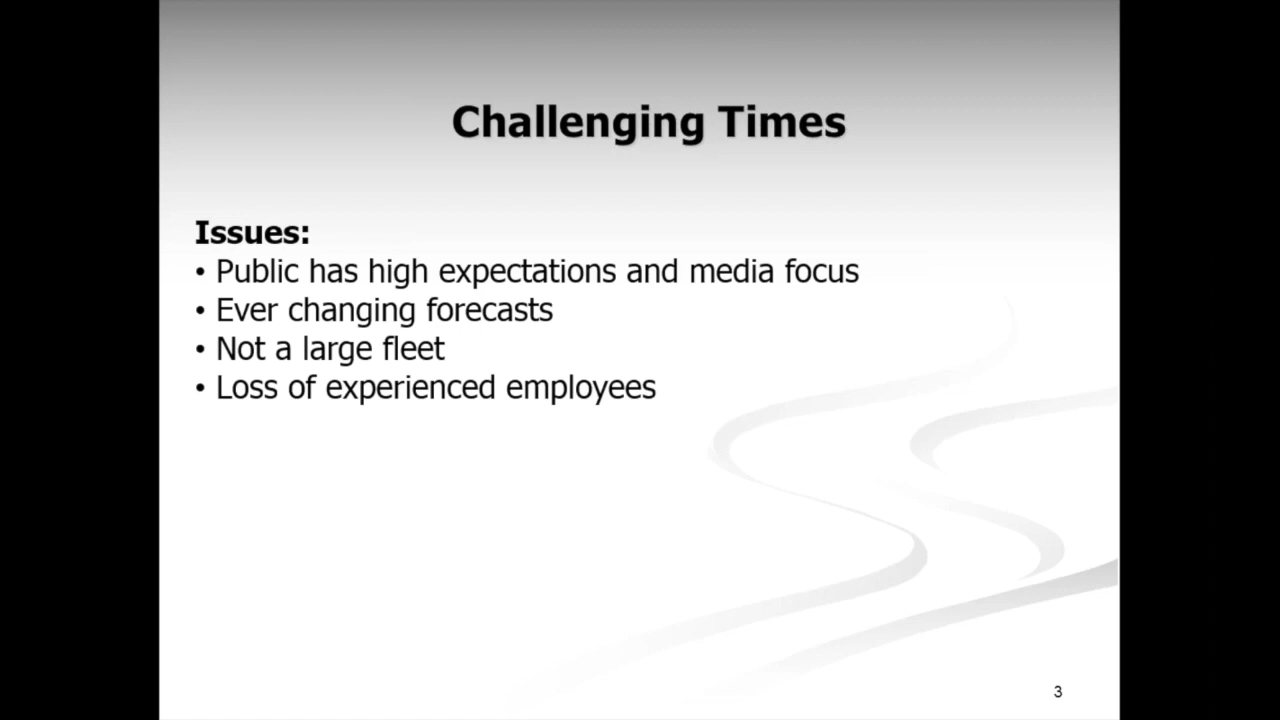 Challenging Times
Issues:
• Public has high expectations and media focus
• Ever changing forecasts
• Not a large fleet
• Loss of experienced employees
3